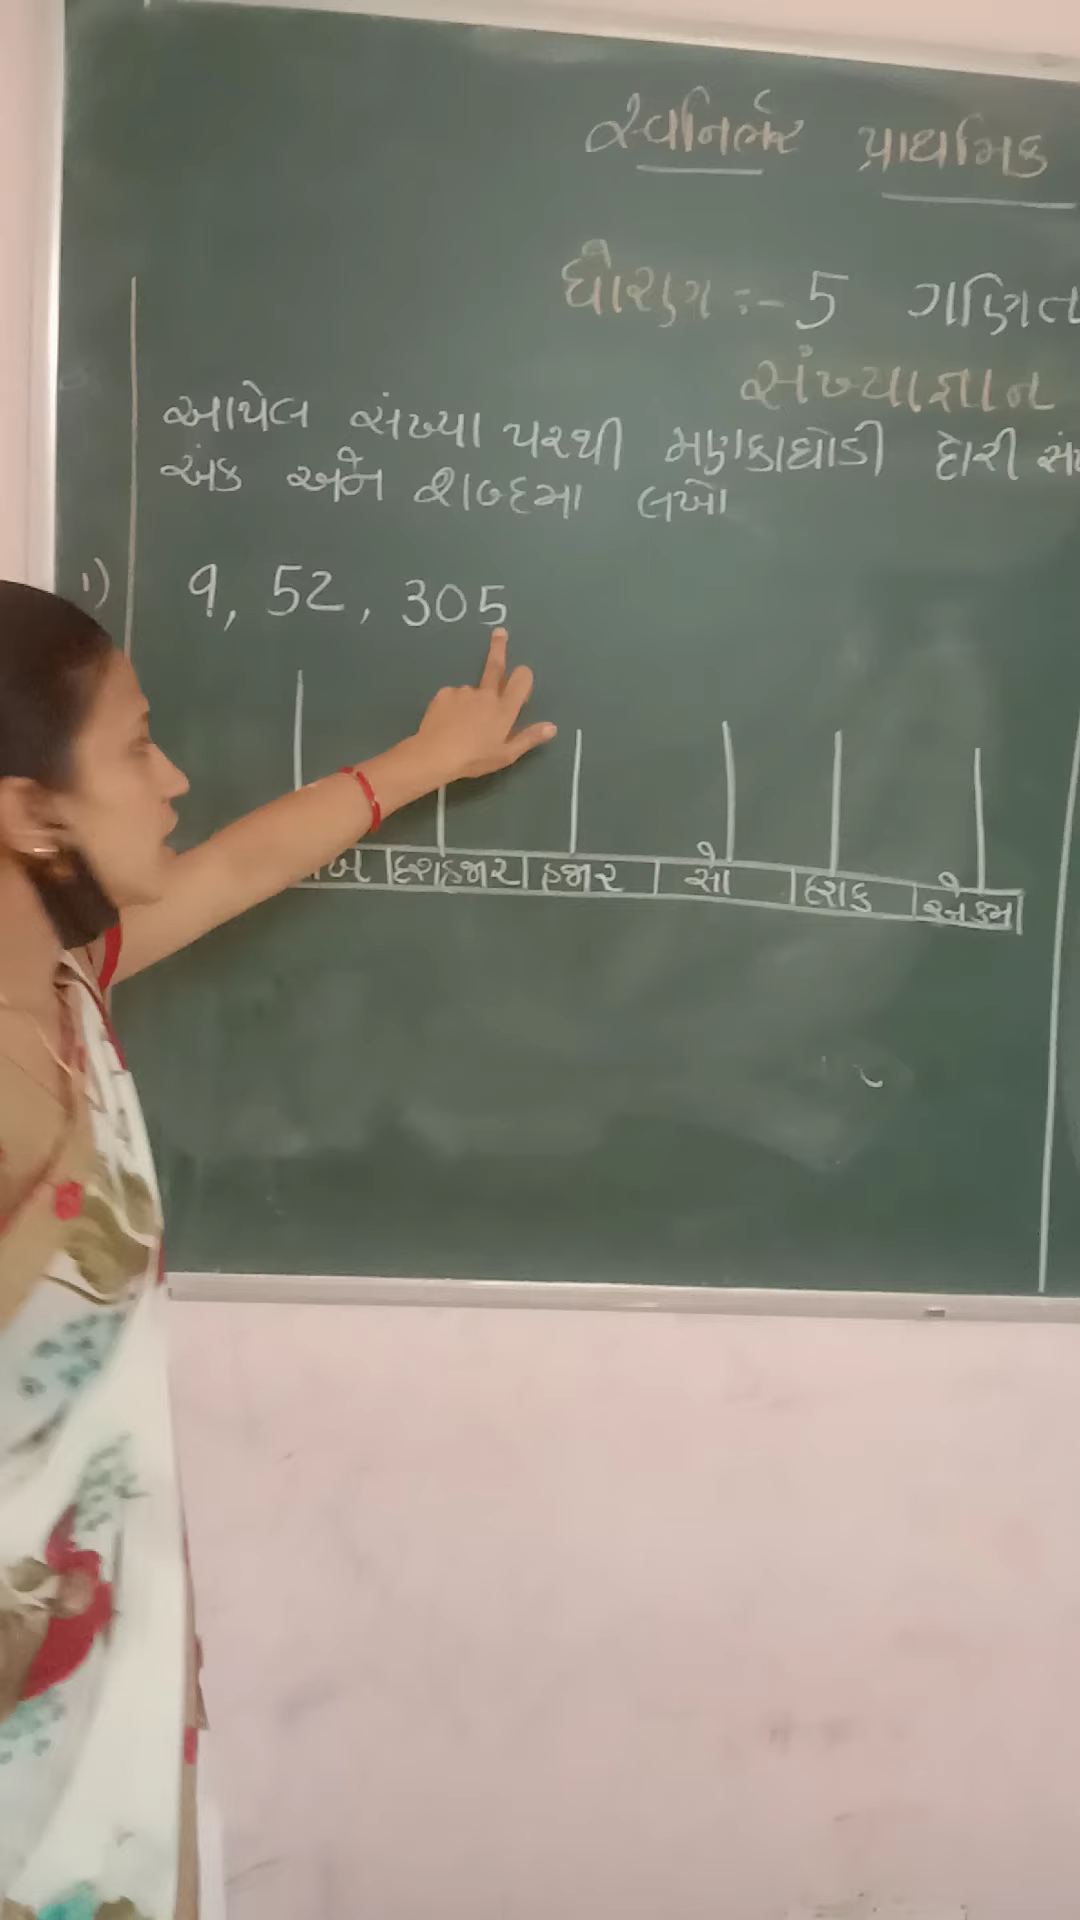 સ્વનિર્ભર પ્રાથમિક
ધોરણ :- 5 ગણિત
સંખ્યાજ્ઞાન
આપેલ સંખ્યા પરથી મણકાઘોડી દોરી
અંક અને શબ્દમા લખો
૧) 9, 52, 305
દશહજાર હજાર સો દશક એકમ